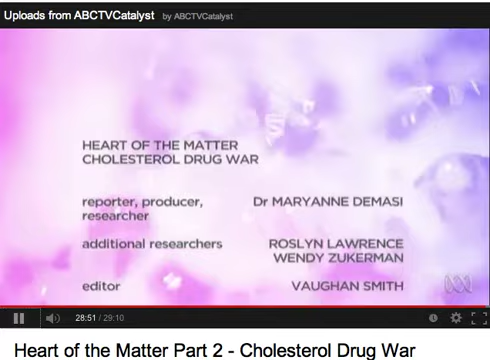 Uploads from ABCTVCatalyst by ABCTVCatalyst
HEART OF THE MATTER
CHOLESTEROL DRUG WAR
reporter, producer, researcher Dr MARYANNE DEMASI
additional researchers ROSLYN LAWRENCE
WENDY ZUKERMAN
editor VAUGHAN SMITH
28:51 / 29:10
Heart of the Matter Part 2 - Cholesterol Drug War